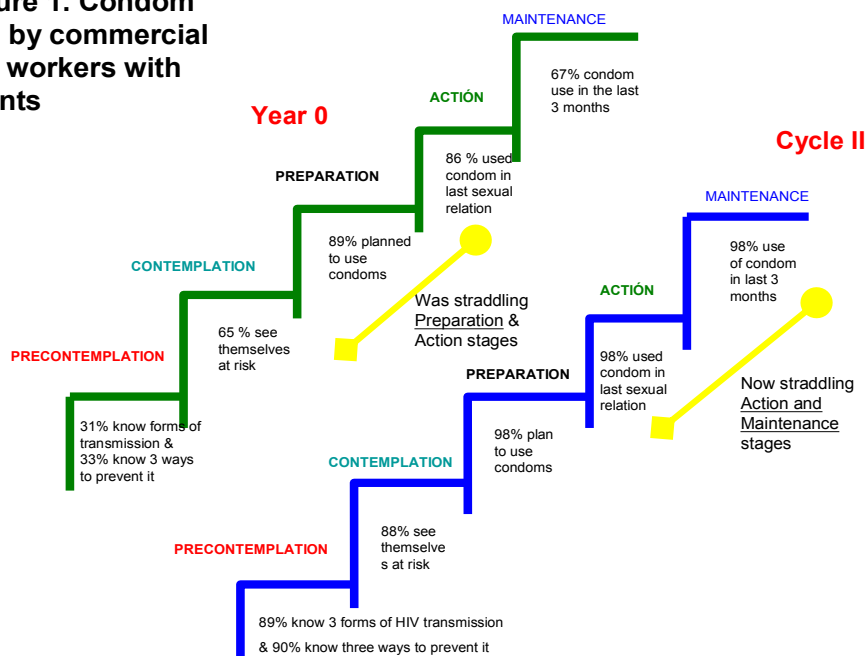 ure 1. Condom
by commercial
workers with
nts
Year 0
MAINTENANCE
67% condom
use in the last
3 months
ACTIÓN
86 % used
condom in
last sexual
relation
PREPARATION
89% planned
to use
condoms
CONTEMPLATION
65 % see
themselves
at risk
PRECONTEMPLATION
31% know forms of
transmission &
33% know 3 ways
to prevent it
Was straddling
Preparation &
Action stages
Cycle II
MAINTENANCE
98% use
of condom
in last 3
months
ACTIÓN
98% used
condom in
last sexual
relation
PREPARATION
98% plan
to use
condoms
CONTEMPLATION
88% see
themselve
s at risk
PRECONTEMPLATION
89% know 3 forms of HIV transmission
& 90% know three ways to prevent it
Now straddling
Action and
Maintenance
stages